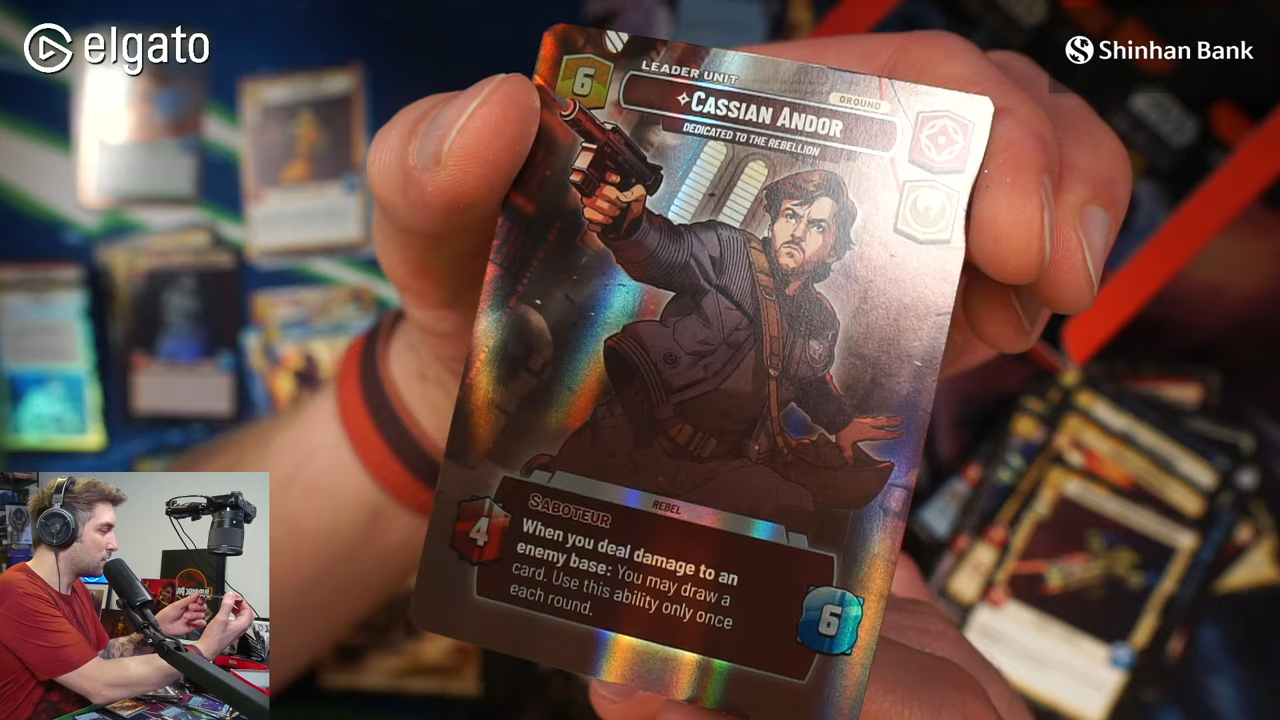 elgato
Shinhan Bank
6
LEADER UNIT
GROUND
CASSIAN ANDOR
DEDICATED TO THE REBELLION
REBEL
SABOTEUR
4
When you deal damage to an
enemy base: You may draw a
card. Use this ability only once
each round.
6